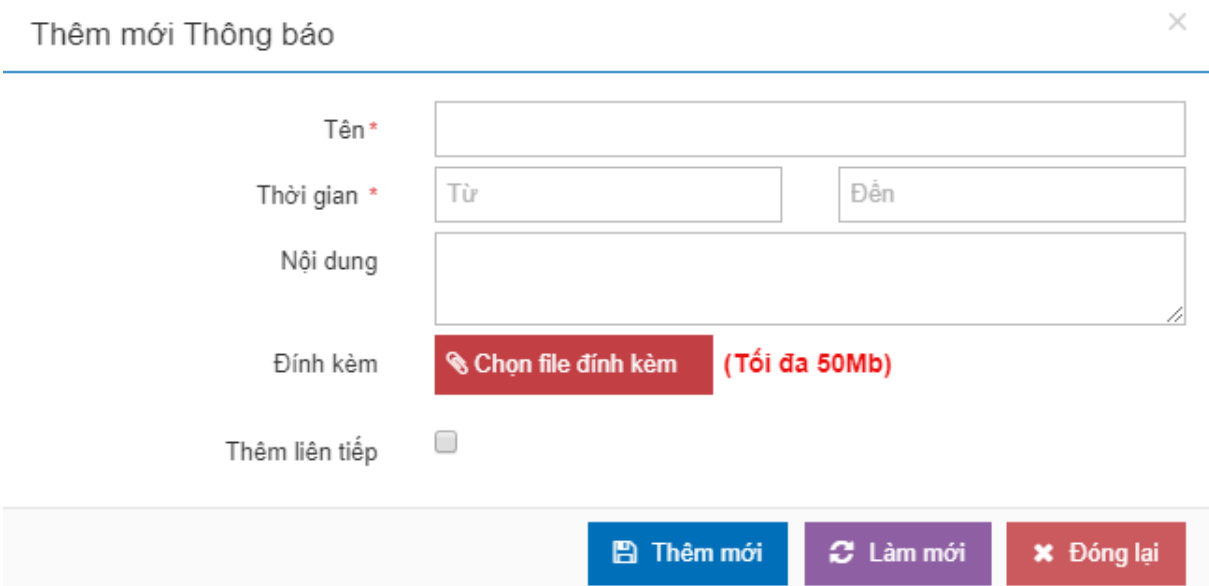 Thêm mới Thông báo ×
Tên *
Thời gian * Từ Đến
Nội dung
Đính kèm Chọn file đính kèm (Tối đa 50Mb)
Thêm liên tiếp
Thêm mới Làm mới Đóng lại